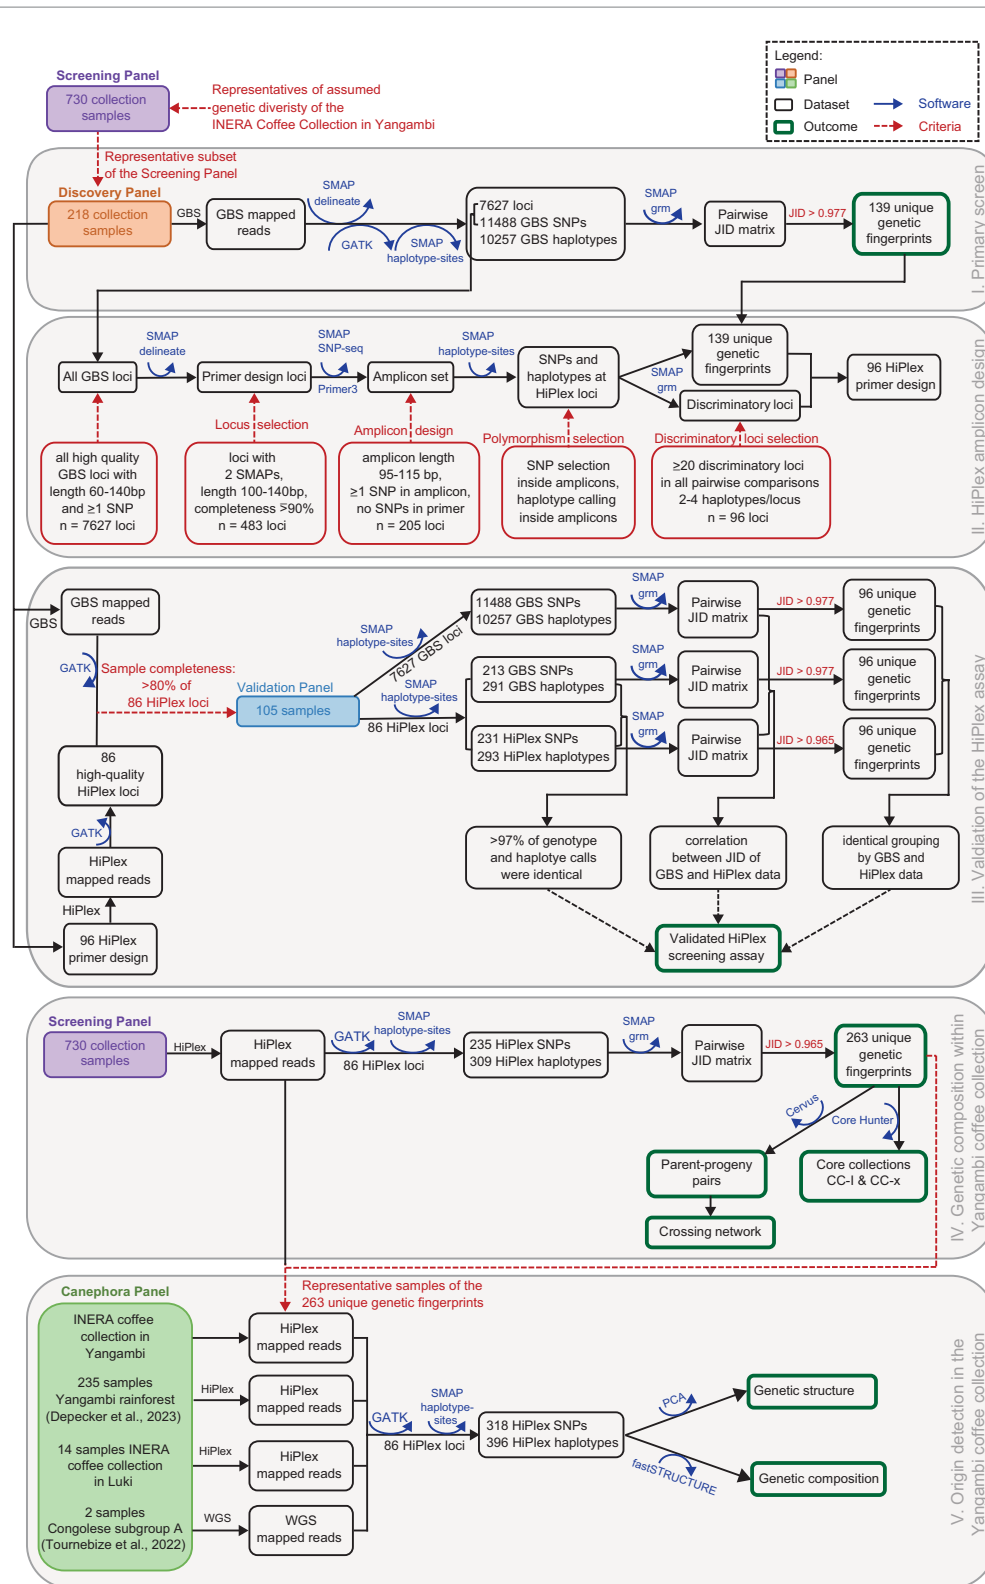 Legend:
Panel
Dataset
Software
Outcome
Criteria
Screening Panel
730 collection
samples
Representatives of assumed
genetic diveristy of the
INERA Coffee Collection in Yangambi
Representative subset
of the Screening Panel
I. Primary screen
Discovery Panel
218 collection
samples
GBS
GBS mapped
reads
SMAP
delineate
GATK
SMAP
haplotype-sites
7627 loci
11488 GBS SNPs
10257 GBS haplotypes
SMAP
grm
Pairwise
JID matrix
JID > 0.977
139 unique
genetic
fingerprints
II. HiPlex amplicon design
All GBS loci
SMAP
delineate
Primer design loci
SMAP
SNP-seq
Primer3
Amplicon set
SMAP
haplotype-sites
SNPs and
haplotypes at
HiPlex loci
SMAP
grm
139 unique
genetic
fingerprints
Discriminatory loci
96 HiPlex
primer design
all high quality
GBS loci with
length 60-140bp
and ≥1 SNP
n = 7627 loci
Locus selection
loci with
2 SMAPs,
length 100-140bp,
completeness ≥90%
n = 483 loci
Amplicon design
amplicon length
95-115 bp,
≥1 SNP in amplicon,
no SNPs in primer
n = 205 loci
Polymorphism selection
SNP selection
inside amplicons,
haplotype calling
inside amplicons
Discriminatory loci selection
≥20 discriminatory loci
in all pairwise comparisons
2-4 haplotypes/locus
n = 96 loci
III. Valdiation of the HiPlex assay
GBS
GBS mapped
reads
GATK
Sample completeness:
>80% of
86 HiPlex loci
86
high-quality
HiPlex loci
GATK
HiPlex
mapped reads
HiPlex
96 HiPlex
primer design
Validation Panel
105 samples
SMAP
haplotype-sites
7627 GBS loci
SMAP
haplotype-sites
86 HiPlex loci
11488 GBS SNPs
10257 GBS haplotypes
SMAP
grm
Pairwise
JID matrix
JID > 0.977
96 unique
genetic
fingerprints
213 GBS SNPs
291 GBS haplotypes
SMAP
grm
Pairwise
JID matrix
JID > 0.977
96 unique
genetic
fingerprints
231 HiPlex SNPs
293 HiPlex haplotypes
SMAP
grm
Pairwise
JID matrix
JID > 0.965
96 unique
genetic
fingerprints
>97% of genotype
and haplotye calls
were identical
correlation
between JID of
GBS and HiPlex data
identical grouping
by GBS and
HiPlex data
Validated HiPlex
screening assay
IV. Genetic composition within
Yangambi coffee collection
Screening Panel
730 collection
samples
HiPlex
HiPlex
mapped reads
GATK
SMAP
haplotype-sites
86 HiPlex loci
235 HiPlex SNPs
309 HiPlex haplotypes
SMAP
grm
Pairwise
JID matrix
JID > 0.965
263 unique
genetic
fingerprints
Cervus
Core Hunter
Parent-progeny
pairs
Core collections
CC-I & CC-x
Crossing network
V. Origin detection in the
Yangambi coffee collection
Canephora Panel
Representative samples of the
263 unique genetic fingerprints
INERA coffee
collection in
Yangambi
HiPlex
mapped reads
235 samples
Yangambi rainforest
(Depecker et al., 2023)
HiPlex
HiPlex
mapped reads
14 samples INERA
coffee collection
in Luki
HiPlex
HiPlex
mapped reads
2 samples
Congolese subgroup A
(Tournebize et al., 2022)
WGS
WGS
mapped reads
GATK
SMAP
haplotype-
sites
86 HiPlex loci
318 HiPlex SNPs
396 HiPlex haplotypes
PCA
Genetic structure
fastSTRUCTURE
Genetic composition